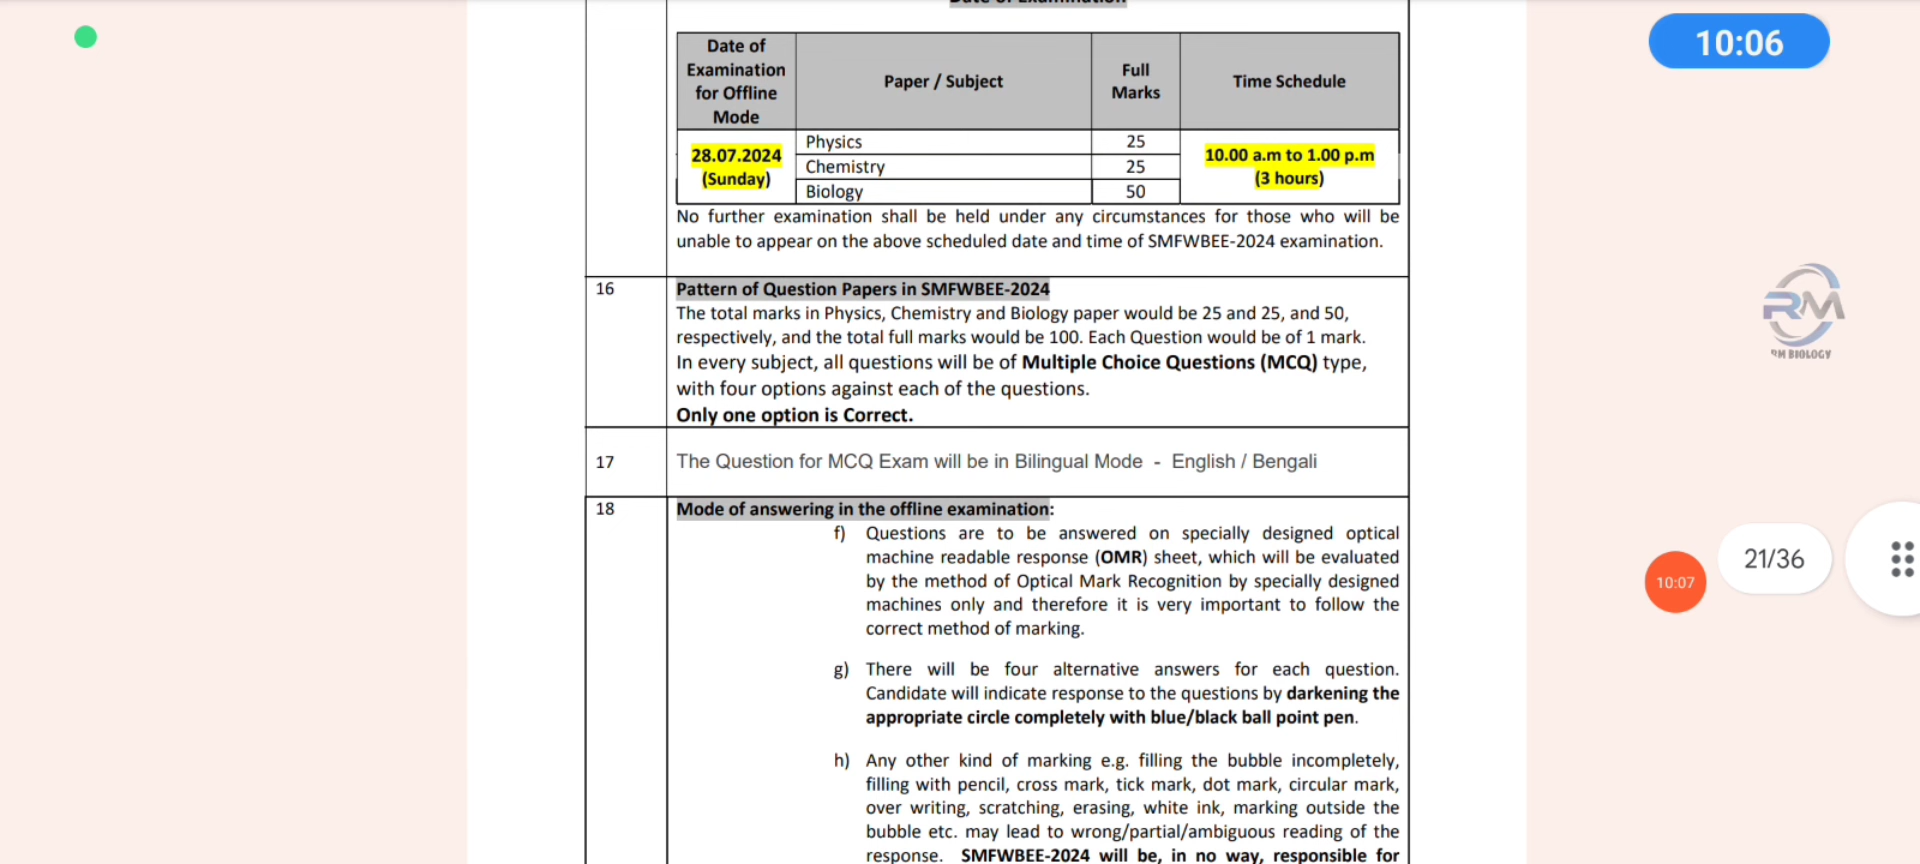 Date of Examination
10:06
Date of
Examination
for Offline
Mode
Paper / Subject
Full
Marks
Time Schedule
28.07.2024
(Sunday)
Physics
25
Chemistry
25
Biology
50
10.00 a.m to 1.00 p.m
(3 hours)
No further examination shall be held under any circumstances for those who will be
unable to appear on the above scheduled date and time of SMFWBEE-2024 examination.
16
Pattern of Question Papers in SMFWBEE-2024
The total marks in Physics, Chemistry and Biology paper would be 25 and 25, and 50,
respectively, and the total full marks would be 100. Each Question would be of 1 mark.
In every subject, all questions will be of Multiple Choice Questions (MCQ) type,
with four options against each of the questions.
Only one option is Correct.
RM
RM BIOLOGY
17
The Question for MCQ Exam will be in Bilingual Mode - English / Bengali
18
Mode of answering in the offline examination:
f) Questions are to be answered on specially designed optical
machine readable response (OMR) sheet, which will be evaluated
by the method of Optical Mark Recognition by specially designed
machines only and therefore it is very important to follow the
correct method of marking.
21/36
10:07
g) There will be four alternative answers for each question.
Candidate will indicate response to the questions by darkening the
appropriate circle completely with blue/black ball point pen.
h) Any other kind of marking e.g. filling the bubble incompletely,
filling with pencil, cross mark, tick mark, dot mark, circular mark,
over writing, scratching, erasing, white ink, marking outside the
bubble etc. may lead to wrong/partial/ambiguous reading of the
response. SMFWBEE-2024 will be, in no way, responsible for